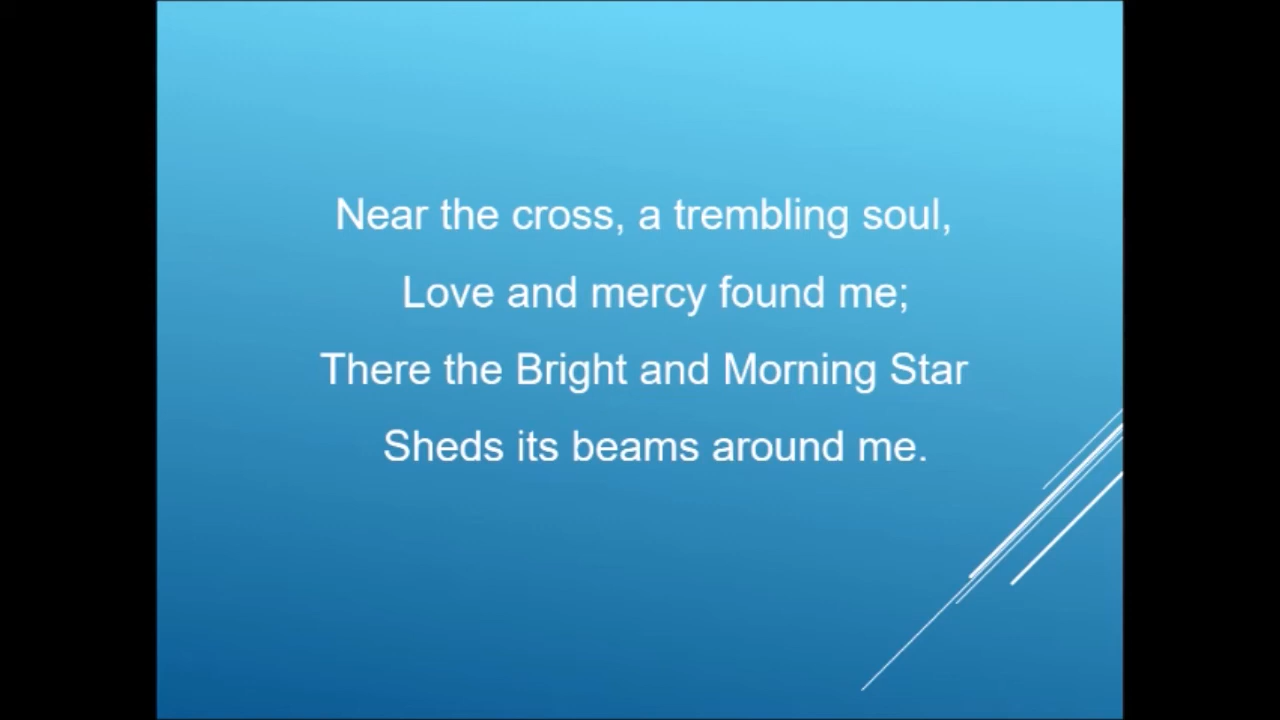 Near the cross, a trembling soul,
Love and mercy found me;
There the Bright and Morning Star
Sheds its beams around me.